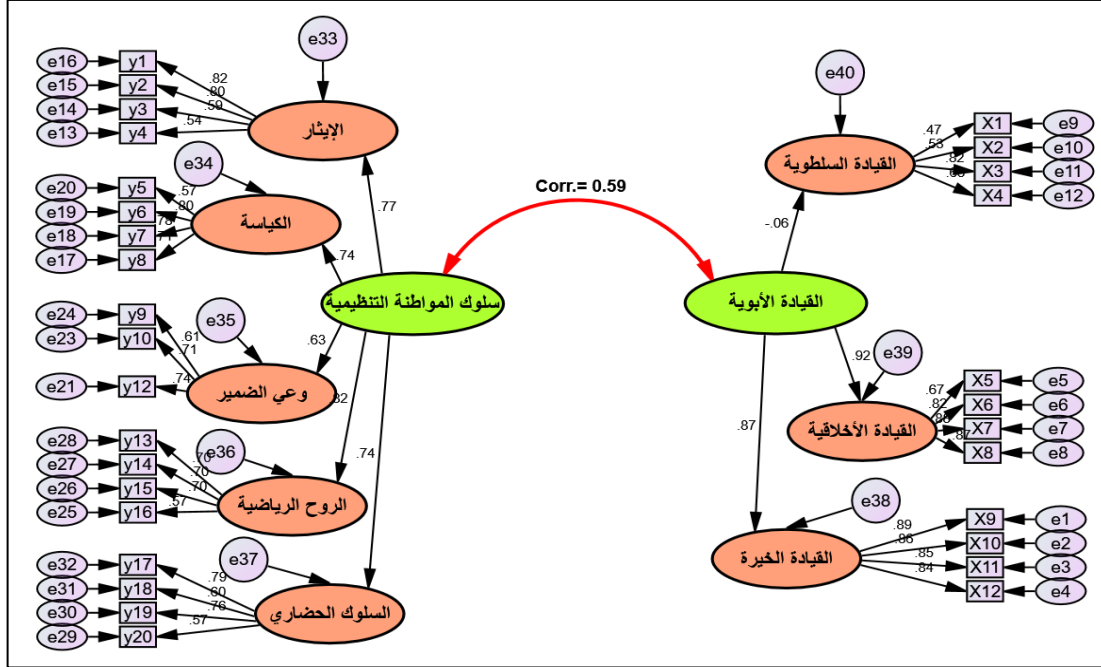 e33
e16 y1
.82
e15 y2
.80
e14 y3
.59
e13 y4
.54
الإيثار
e34
e20 y5
.57
e19 y6
.80
e18 y7
e17 y8
الكياسة
.77
.74
سلوك المواطنة التنظيمية
Corr.= 0.59
e24 y9
.61
e23 y10
.71
e21 y12
.74
e35
وعي الضمير
.63
e28 y13
.70
e27 y14
.70
e26 y15
.70
e25 y16
.57
e36
الروح الرياضية
.74
e32 y17
.79
e31 y18
.60
e30 y19
.76
e29 y20
.57
e37
السلوك الحضاري
e40
القيادة السلطوية
.47
X1 e9
.53
X2 e10
.82
X3 e11
X4 e12
-.06
القيادة الأبوية
.92
e39
القيادة الأخلاقية
.67
X5 e5
.82
X6 e6
X7 e7
.87
X8 e8
.87
e38
القيادة الخيرة
.89
X9 e1
.86
X10 e2
.85
X11 e3
.84
X12 e4